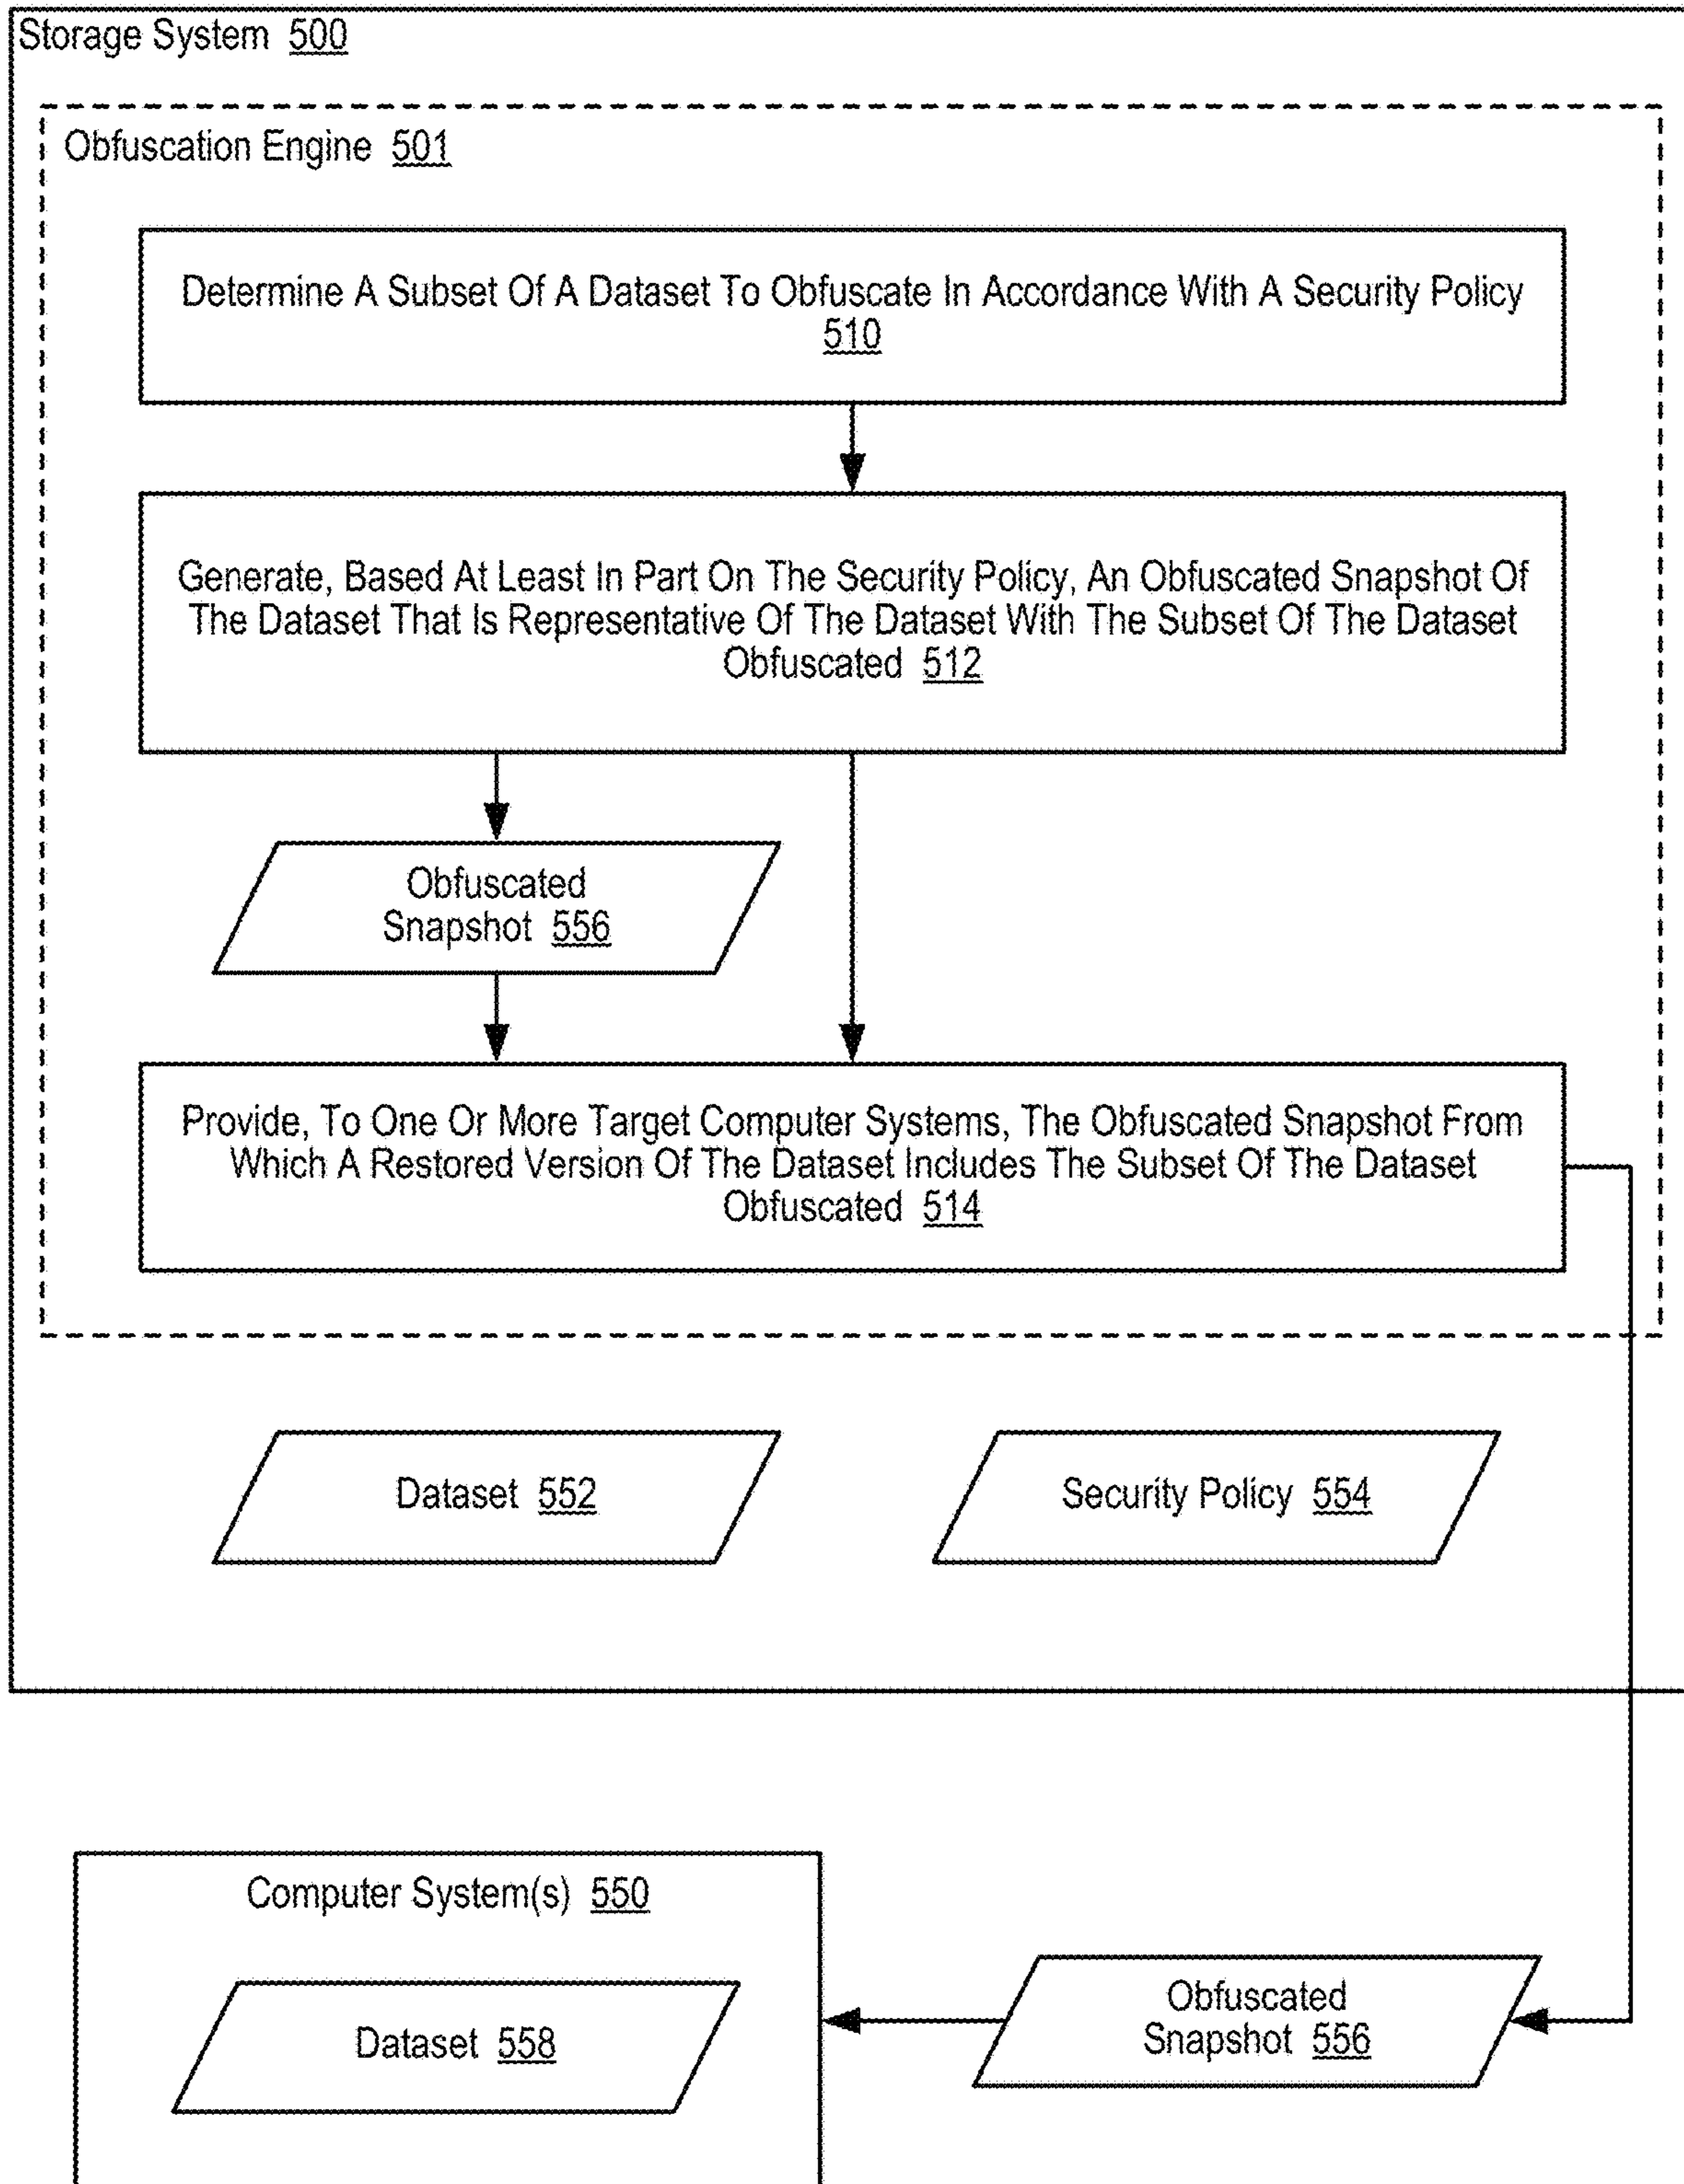 Storage System 500
Obfuscation Engine 501
Determine A Subset Of A Dataset To Obfuscate In Accordance With A Security Policy
510
Generate, Based At Least In Part On The Security Policy, An Obfuscated Snapshot Of
The Dataset That Is Representative Of The Dataset With The Subset Of The Dataset
Obfuscated 512
Obfuscated
Snapshot 556
Provide, To One Or More Target Computer Systems, The Obfuscated Snapshot From
Which A Restored Version Of The Dataset Includes The Subset Of The Dataset
Obfuscated 514
Dataset 552
Security Policy 554
Computer System(s) 550
Dataset 558
Obfuscated
Snapshot 556